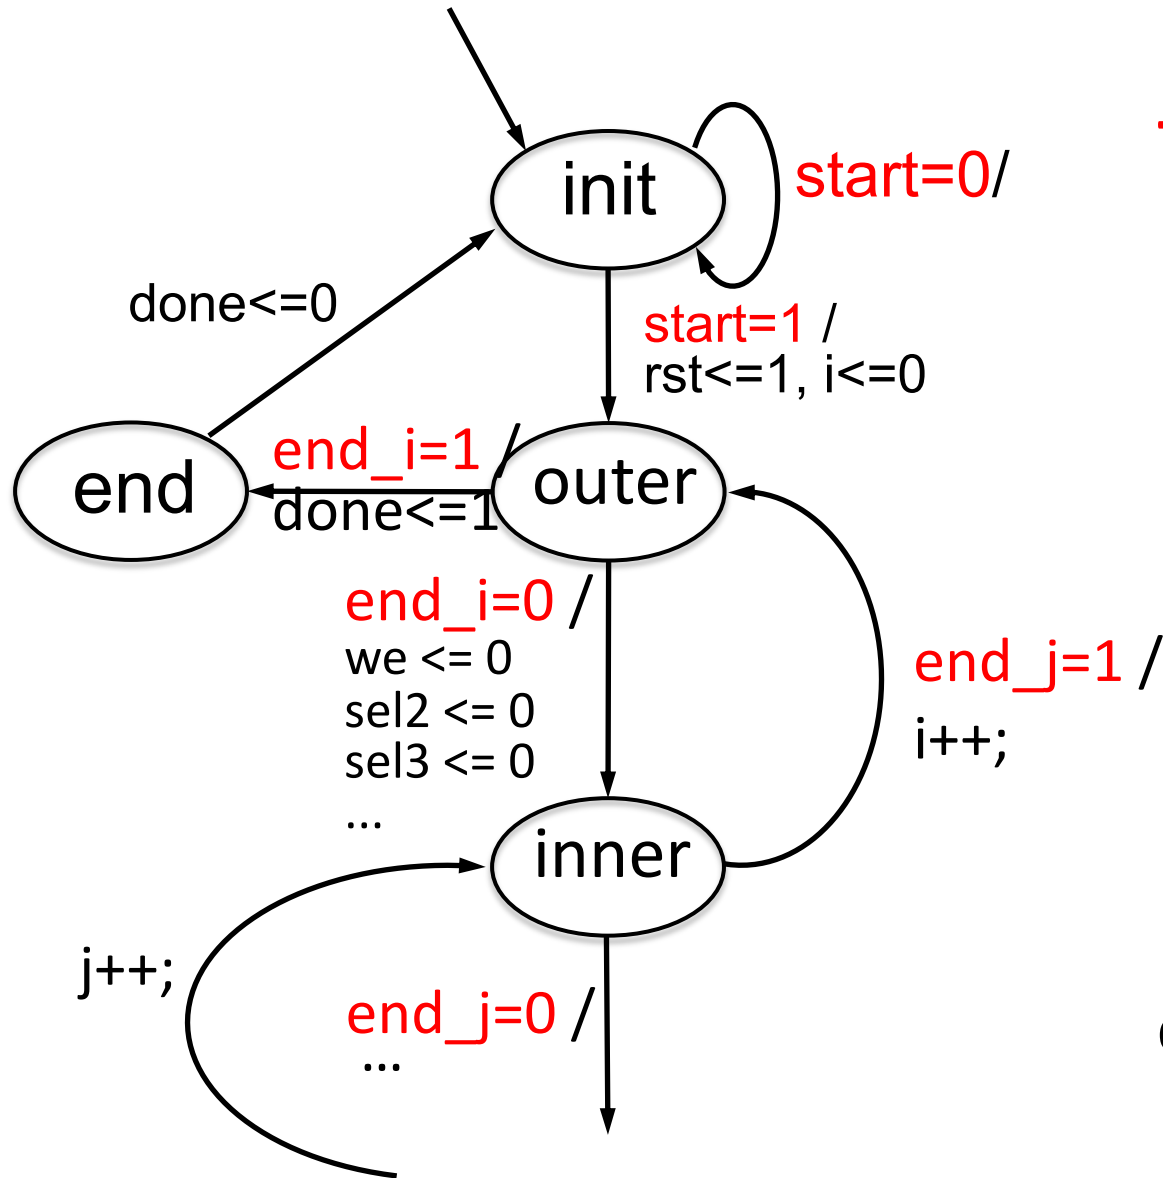 init
start=0/
done<=0
start=1 /
rst<=1, i<=0
end_i=1 /
done<=1
end
outer
end_i=0 /
we <= 0
sel2 <= 0
sel3 <= 0
...
end_j=1 /
i++;
inner
j++;
end_j=0 /
...